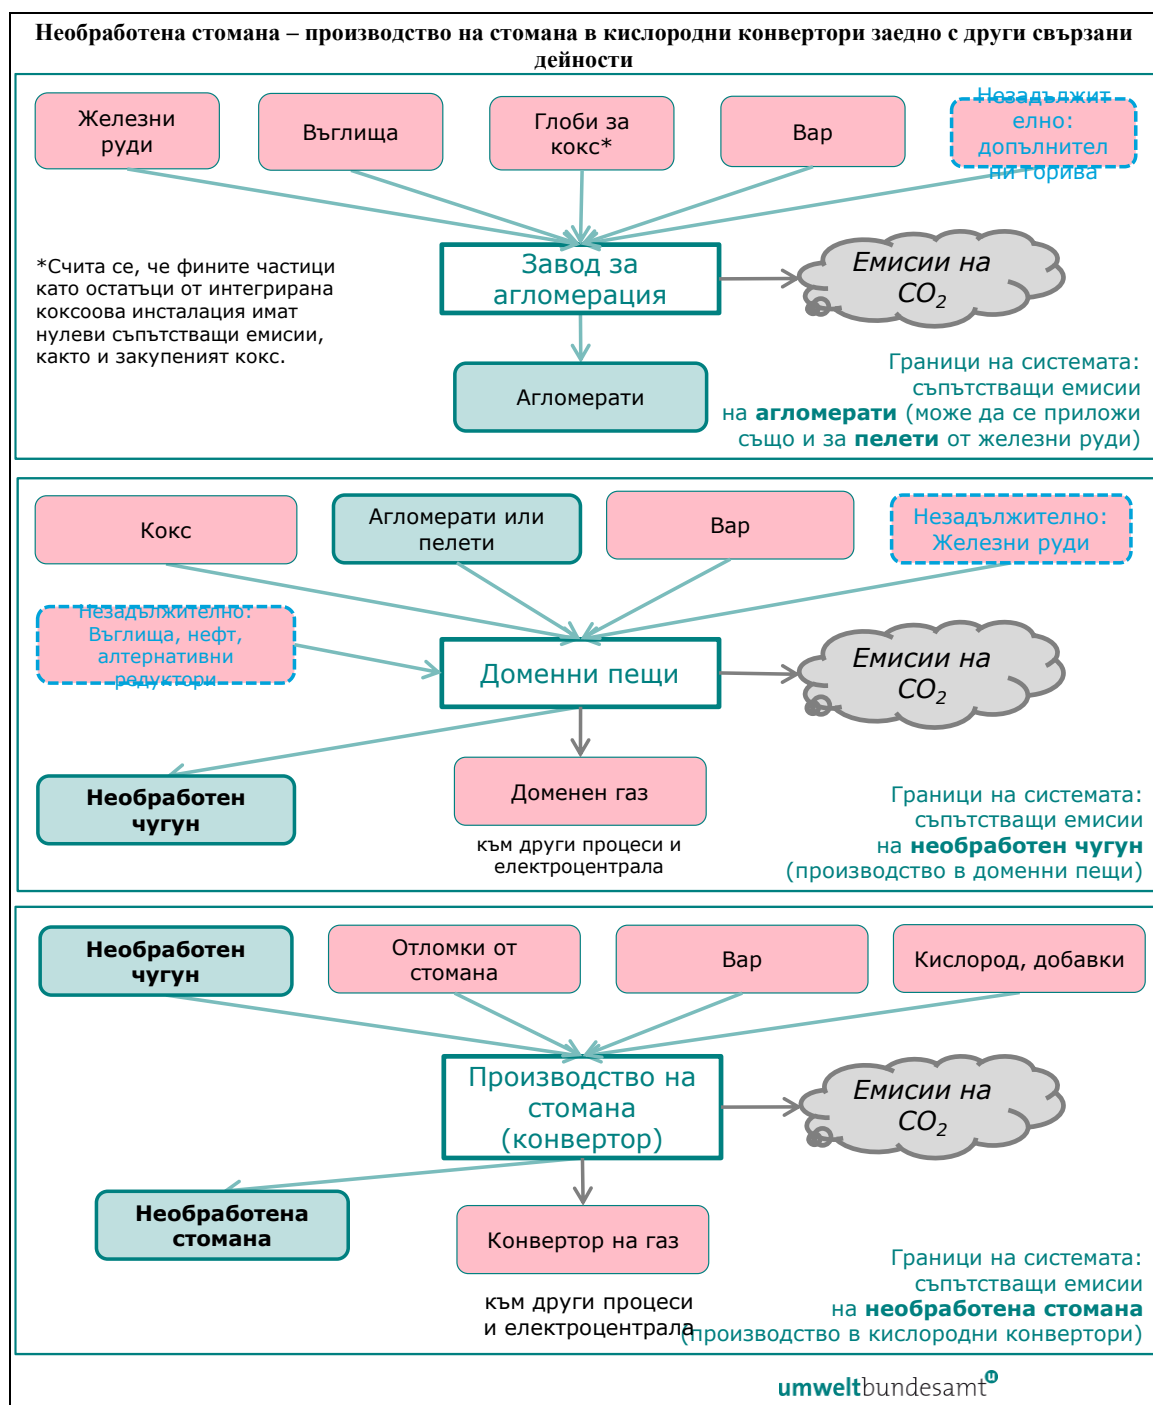 Необработена стомана – производство на стомана в кислородни конвертори заедно с други свързани
дейности
Железни
руди
Въглища
Глоби за
кокс*
Вар
Незадължит
елно:
допълнител
ни горива
*Счита се, че фините частици
като остатъци от интегрирана
коксоова инсталация имат
нулеви съпътстващи емисии,
както и закупеният кокс.
Завод за
агломерация
Емисии на
CO₂
Агломерати
Граници на системата:
съпътстващи емисии
на агломерати (може да се приложи
също и за пелети от железни руди)
Кокс
Агломерати или
пелети
Вар
Незадължително:
Железни руди
Незадължително:
Въглища, нефт,
алтернативни
редуктори
Доменни пещи
Емисии на
CO₂
Необработен
чугун
Доменен газ
към други процеси и
електроцентрала
Граници на системата:
съпътстващи емисии
на необработен чугун
(производство в доменни пещи)
Необработен
чугун
Отломки от
стомана
Вар
Кислород, добавки
Производство на
стомана
(конвертор)
Емисии на
CO₂
Необработена
стомана
Конвертор на газ
към други процеси
и електроцентрала
Граници на системата:
съпътстващи емисии
на необработена стомана
(производство в кислородни конвертори)
umweltbundesamtᵘ